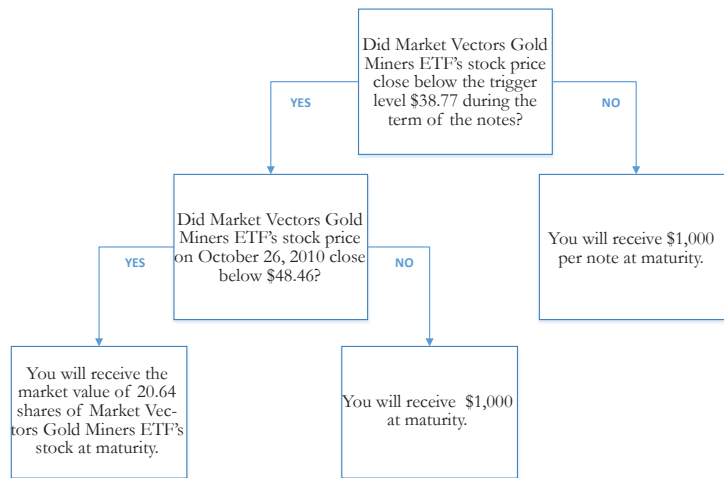 Did Market Vectors Gold
Miners ETF's stock price
close below the trigger
level $38.77 during the
term of the notes?
YES
NO
Did Market Vectors Gold
Miners ETF's stock price
on October 26, 2010 close
below $48.46?
You will receive $1,000
per note at maturity.
YES
NO
You will receive the
market value of 20.64
shares of Market Vec-
tors Gold Miners ETF's
stock at maturity.
You will receive $1,000
at maturity.